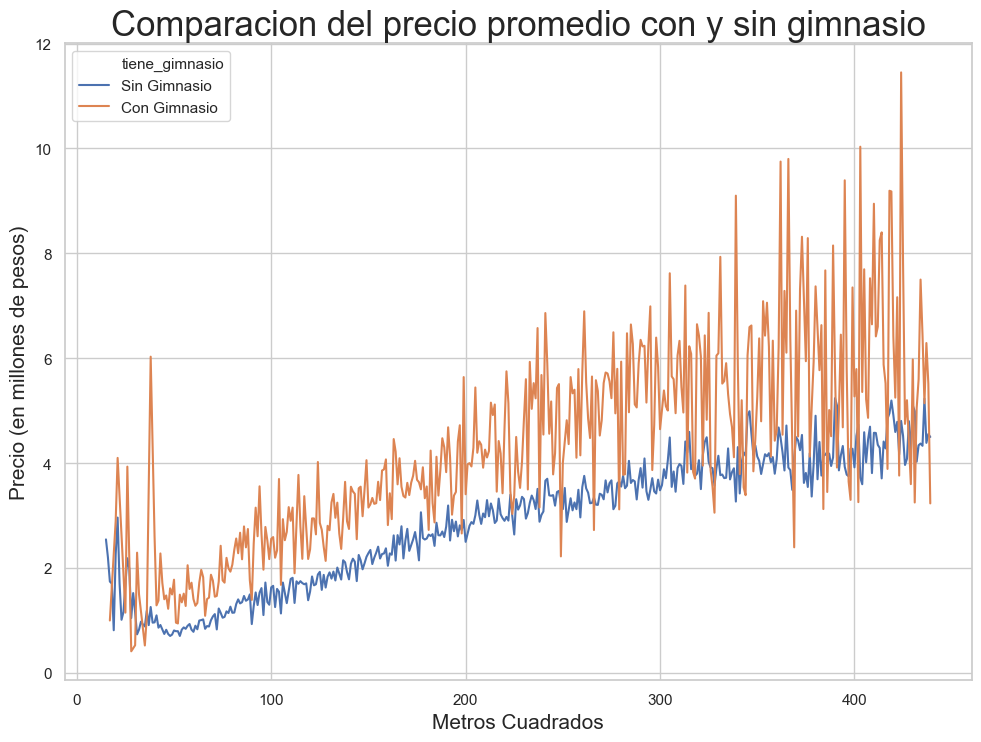 Comparacion del precio promedio con y sin gimnasio
tiene_gimnasio
Sin Gimnasio
Con Gimnasio
Precio (en millones de pesos)
12
10
8
6
4
2
0
0 100 200 300 400
Metros Cuadrados